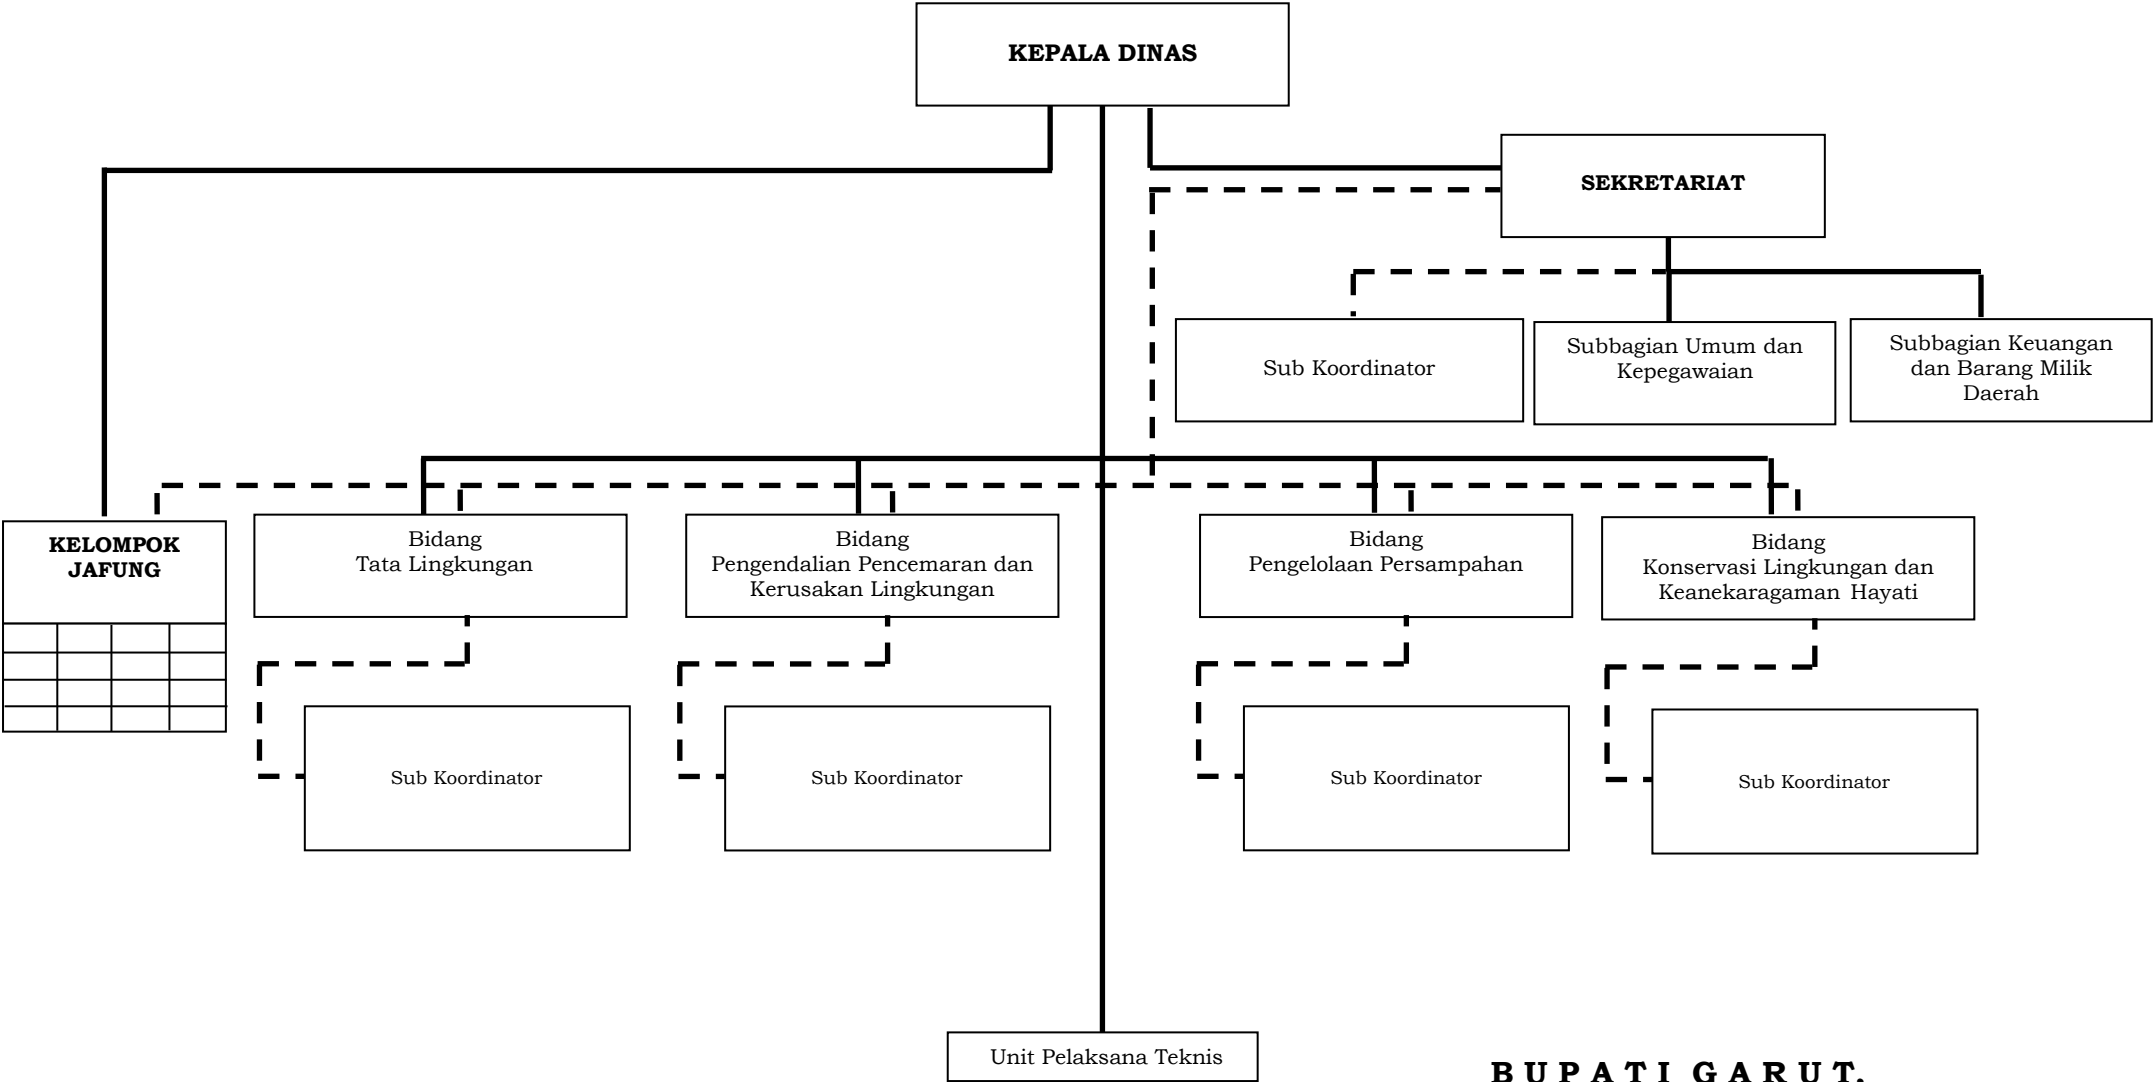 KEPALA DINAS
SEKRETARIAT
Sub Koordinator
Subbagian Umum dan
Kepegawaian
Subbagian Keuangan
dan Barang Milik
Daerah
KELOMPOK
JAFUNG
Bidang
Tata Lingkungan
Bidang
Pengendalian Pencemaran dan
Kerusakan Lingkungan
Bidang
Pengelolaan Persampahan
Bidang
Konservasi Lingkungan dan
Keanekaragaman Hayati
Sub Koordinator
Sub Koordinator
Sub Koordinator
Sub Koordinator
Unit Pelaksana Teknis
B U P A T I G A R U T,